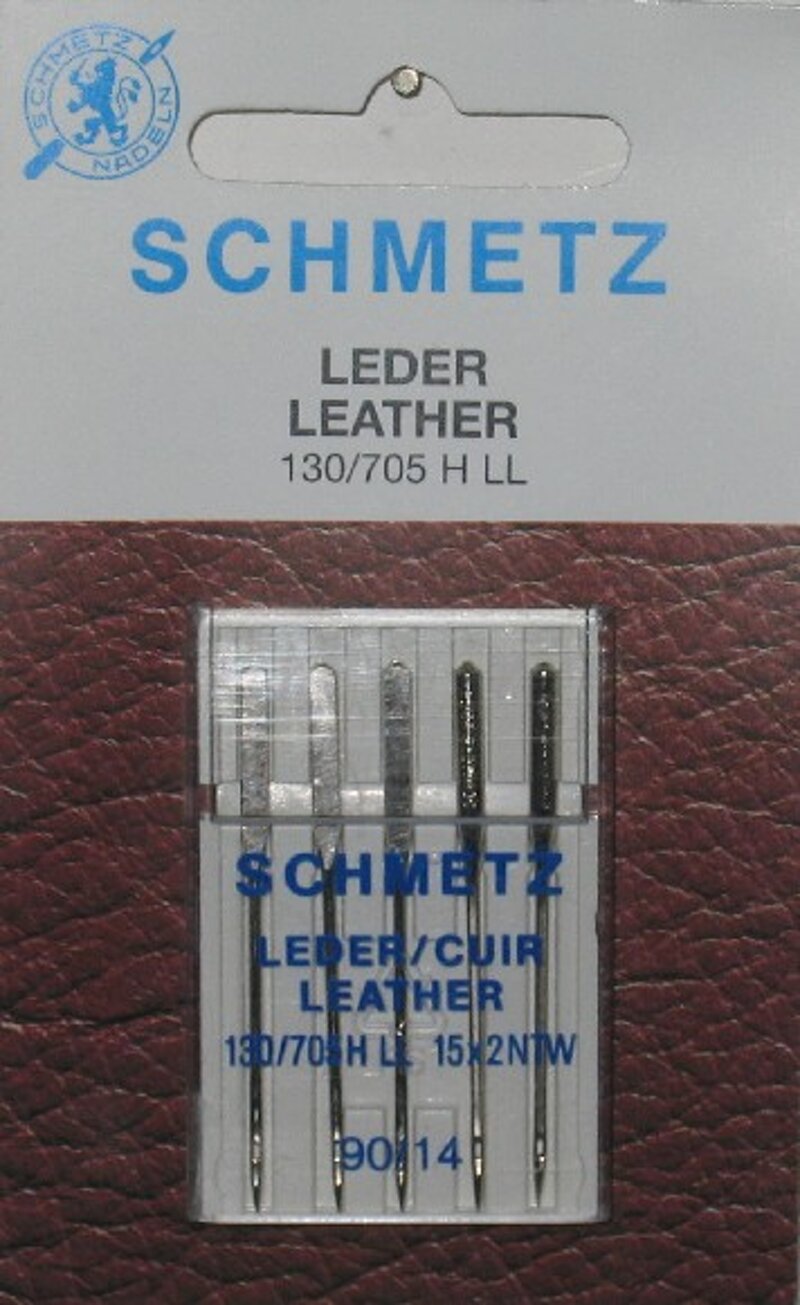 SCHMETZ
NADELN
SCHMETZ
LEDER
LEATHER
130/705 H LL
SCHMETZ
LEDER/CUIR
LEATHER
130/705H LL 15x2NTW
90/14